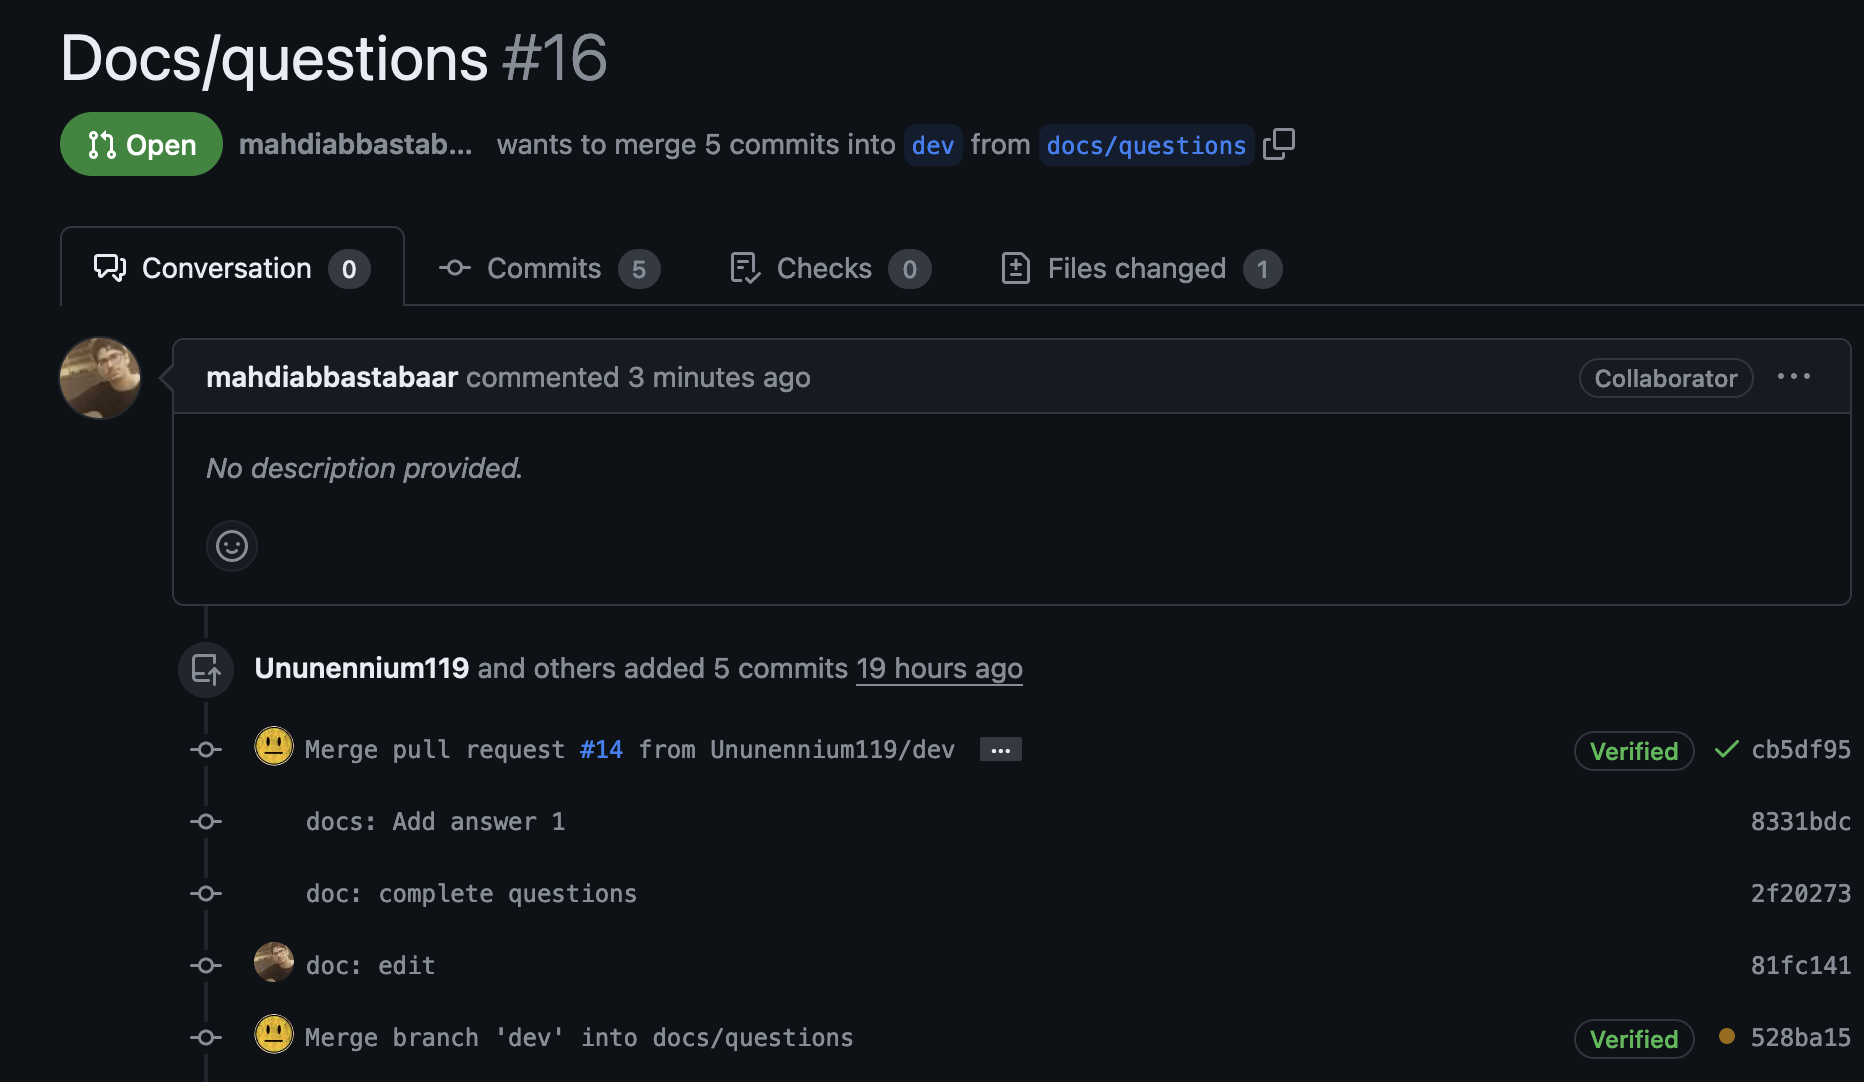 Docs/questions #16
Open mahdiabbastab... wants to merge 5 commits into dev from docs/questions
Conversation 0 Commits 5 Checks 0 Files changed 1
mahdiabbastabaar commented 3 minutes ago Collaborator ...
No description provided.
Ununennium119 and others added 5 commits 19 hours ago
Merge pull request #14 from Ununennium119/dev ... Verified cb5df95
docs: Add answer 1 8331bdc
doc: complete questions 2f20273
doc: edit 81fc141
Merge branch 'dev' into docs/questions Verified 528ba15